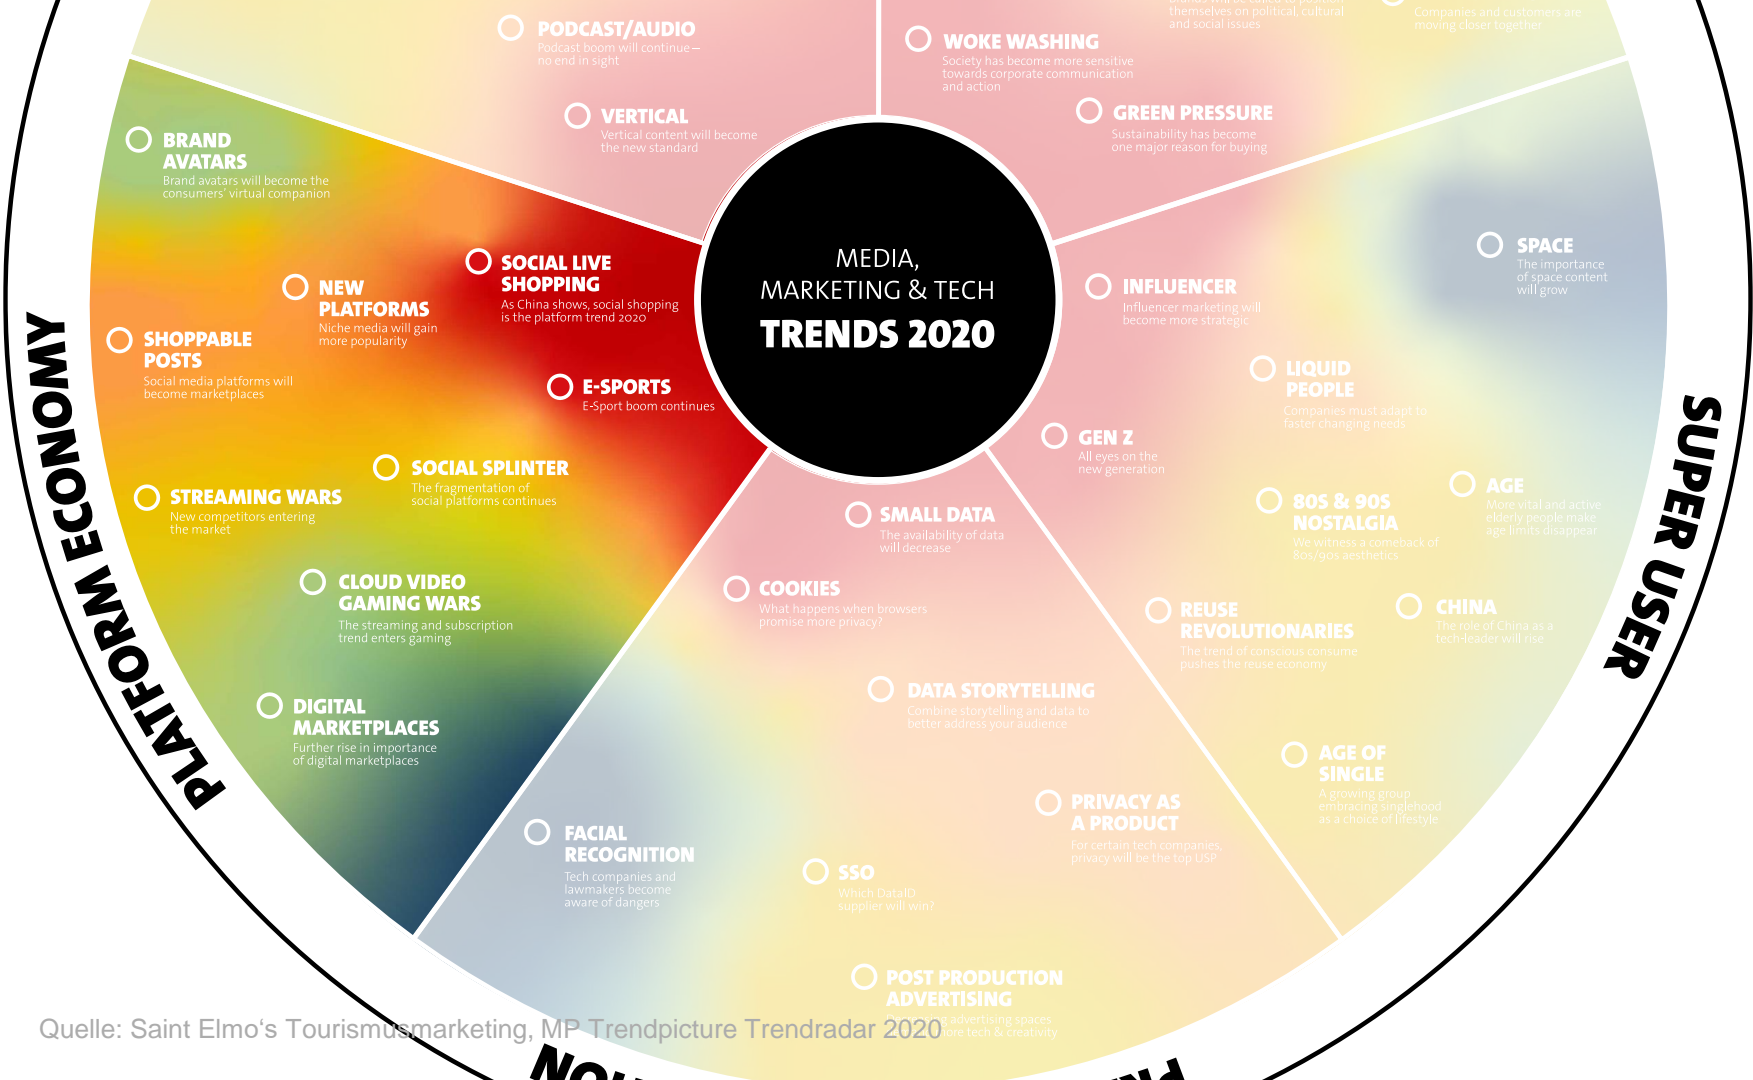 themselves on political, cultural
and social issues
Companies and customers are
moving closer together
PODCAST/AUDIO
Podcast boom will continue –
no end in sight
VERTICAL
Vertical content will become
the new standard
WOKE WASHING
Society has become more sensitive
towards corporate communication
and action
GREEN PRESSURE
Sustainability has become
one major reason for buying
BRAND
AVATARS
Brand avatars will become the
consumers' virtual companion
SOCIAL LIVE
SHOPPING
As China shows, social shopping
is the platform trend 2020
NEW
PLATFORMS
Niche media will gain
more popularity
SHOPPABLE
POSTS
Social media platforms will
become marketplaces
E-SPORTS
E-Sport boom continues
SOCIAL SPLINTER
The fragmentation of
social platforms continues
STREAMING WARS
New competitors entering
the market
CLOUD VIDEO
GAMING WARS
The streaming and subscription
trend enters gaming
DIGITAL
MARKETPLACES
Further rise in importance
of digital marketplaces
PLATFORM ECONOMY
MEDIA,
MARKETING & TECH
TRENDS 2020
SPACE
The importance
of space content
will grow
INFLUENCER
Influencer marketing will
become more strategic
LIQUID
PEOPLE
Companies must adapt to
faster changing needs
GEN Z
All eyes on the
new generation
80S & 90S
NOSTALGIA
We witness a comeback of
80s/90s aesthetics
AGE
More vital and active
elderly people make
age limits disappear
REUSE
REVOLUTIONARIES
The trend of conscious consume
pushes the reuse economy
CHINA
The role of China as a
tech-leader will rise
AGE OF
SINGLE
A growing group
embracing singlehood
as a choice of lifestyle
SUPER USER
SMALL DATA
The availability of data
will decrease
COOKIES
What happens when browsers
promise more privacy?
DATA STORYTELLING
Combine storytelling and data to
better address your audience
PRIVACY AS
A PRODUCT
For certain tech companies,
privacy will be the top USP
FACIAL
RECOGNITION
Tech companies and
lawmakers become
aware of dangers
SSO
Which DataID
supplier will win?
POST PRODUCTION
ADVERTISING
advertising spaces
more tech & creativity
Quelle: Saint Elmo‘s Tourismusmarketing, MP Trendpicture Trendradar 2020